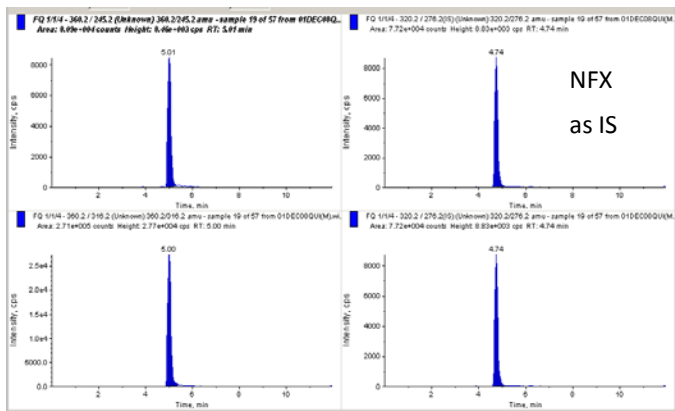 FQ 1/1/4 - 360.2 / 245.2 (Unknown) 360.2/245.2 amu - sample 19 of 57 from 01DEC08Q...
RT: 5.01 min
5.01
Intensity, cps
8000
6000
4000
2000
0
2
4
6
8
10
Time, min
FQ 1/1/4 - 320.2 / 276.2(IS) (Unknown) 320.2/276.2 amu - sample 19 of 57 from 01DEC08QUI(M).wi...
Area: 7.72e+004 counts Height: 8.83e+003 cps RT: 4.74 min
4.74
NFX
as IS
Intensity, cps
8000
6000
4000
2000
0
2
4
6
8
10
Time, min
FQ 1/1/4 - 360.2 / 316.2 (Unknown) 360.2/316.2 amu - sample 19 of 57 from 01DEC08QUI(M).wi...
Area: 2.71e+005 counts Height: 2.77e+004 cps RT: 5.00 min
5.00
Intensity, cps
2.5e4
2.0e4
1.5e4
1.0e4
5000.0
0.0
2
4
6
8
10
Time, min
FQ 1/1/4 - 320.2 / 276.2(IS) (Unknown) 320.2/276.2 amu - sample 19 of 57 from 01DEC08QUI(M).wi...
Area: 7.72e+004 counts Height: 8.83e+003 cps RT: 4.74 min
4.74
Intensity, cps
8000
6000
4000
2000
0
2
4
6
8
10
Time, min